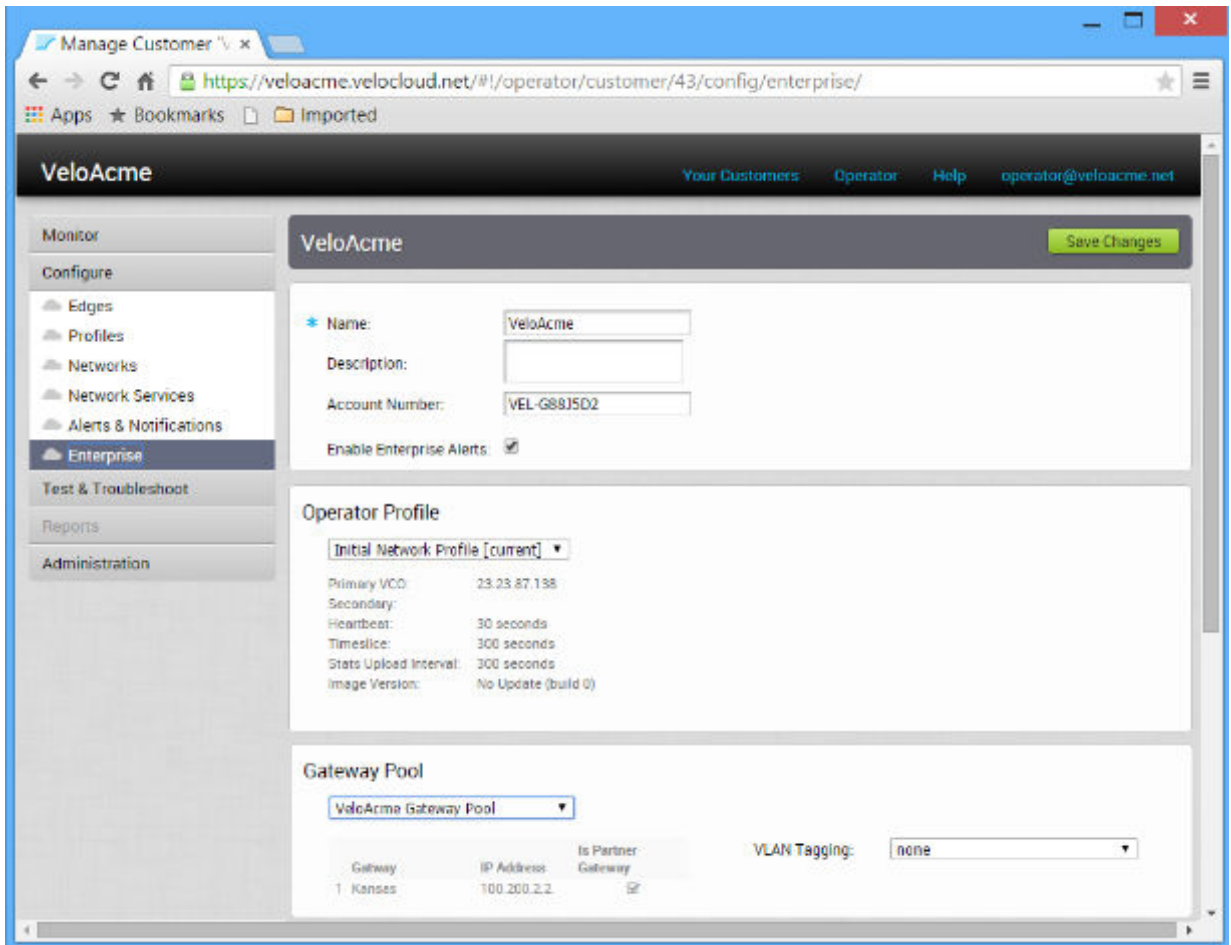 Manage Customer "\
https://veloacme.velocloud.net/#!/operator/customer/43/config/enterprise/
Apps Bookmarks Imported
VeloAcme Your Customers Operator Help operator@veloacme.net
Monitor
Configure
Edges
Profiles
Networks
Network Services
Alerts & Notifications
Enterprise
Test & Troubleshoot
Reports
Administration
VeloAcme Save Changes
* Name: VeloAcme
Description:
Account Number: VEL-G88J5D2
Enable Enterprise Alerts:
Operator Profile
Initial Network Profile [current]
Primary VCO: 23.23.87.138
Secondary:
Heartbeat: 30 seconds
Timeslice: 300 seconds
Stats Upload Interval: 300 seconds
Image Version: No Update (build 0)
Gateway Pool
VeloAcme Gateway Pool
VLAN Tagging: none
Gatway IP Address Is Partner Gateway
1 Kansas 100.200.2.2